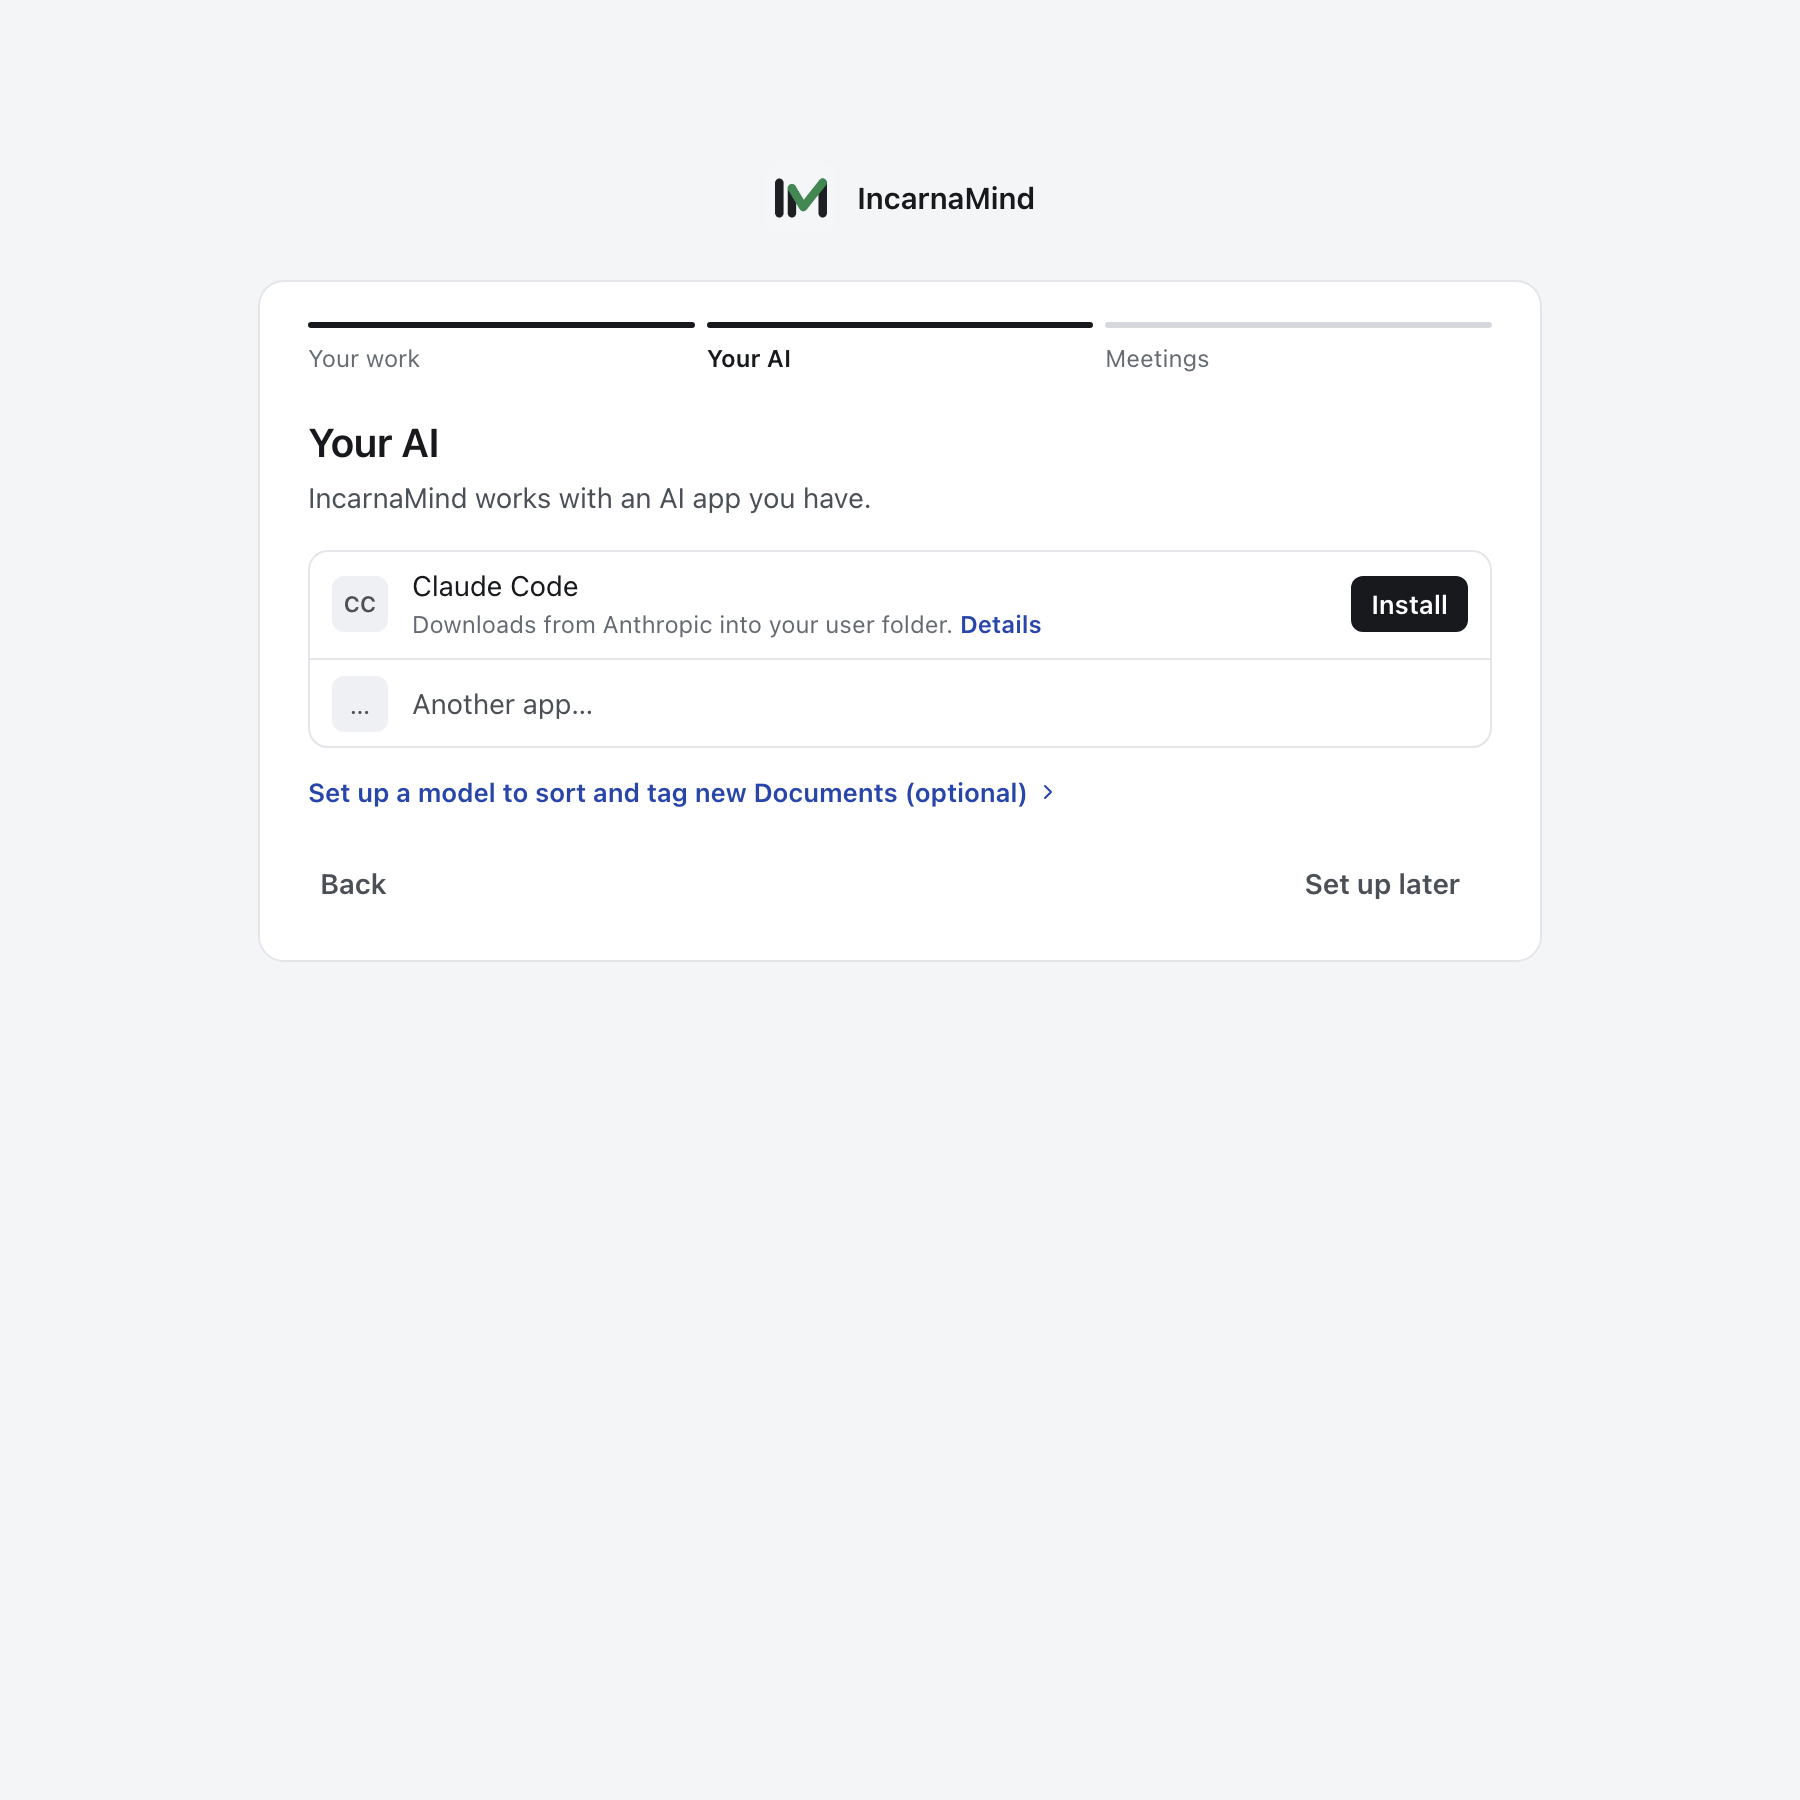 IncarnaMind
Your work
Your AI
Meetings
Your AI
IncarnaMind works with an AI app you have.
CC
Claude Code
Downloads from Anthropic into your user folder. Details
Install
...
Another app...
Set up a model to sort and tag new Documents (optional)
Back
Set up later